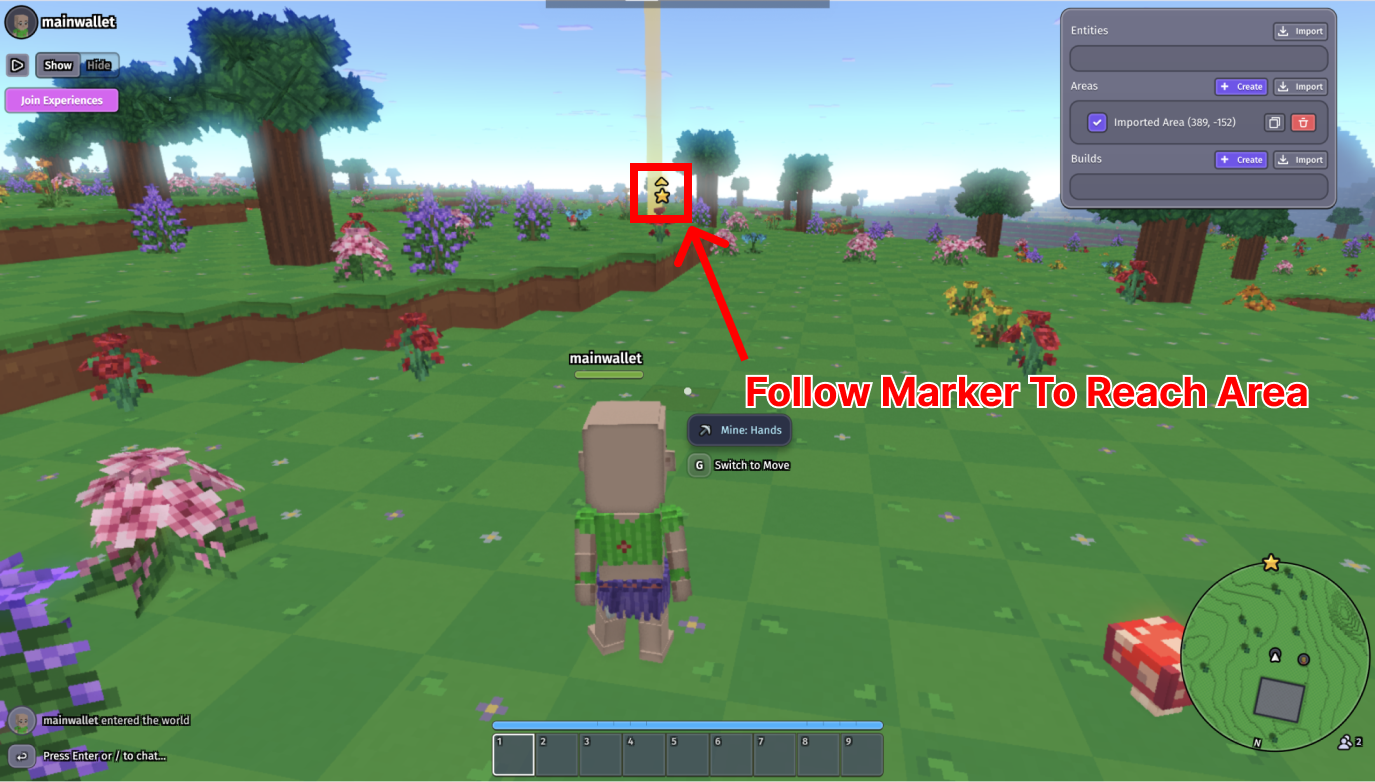 mainwallet
Show Hide
Join Experiences
Entities
Import
Areas
Create
Import
Imported Area (389, -152)
Builds
Create
Import
mainwallet
Follow Marker To Reach Area
Mine: Hands
G Switch to Move
mainwallet entered the world
Press Enter or / to chat...
1 2 3 4 5 6 7 8 9
N
2